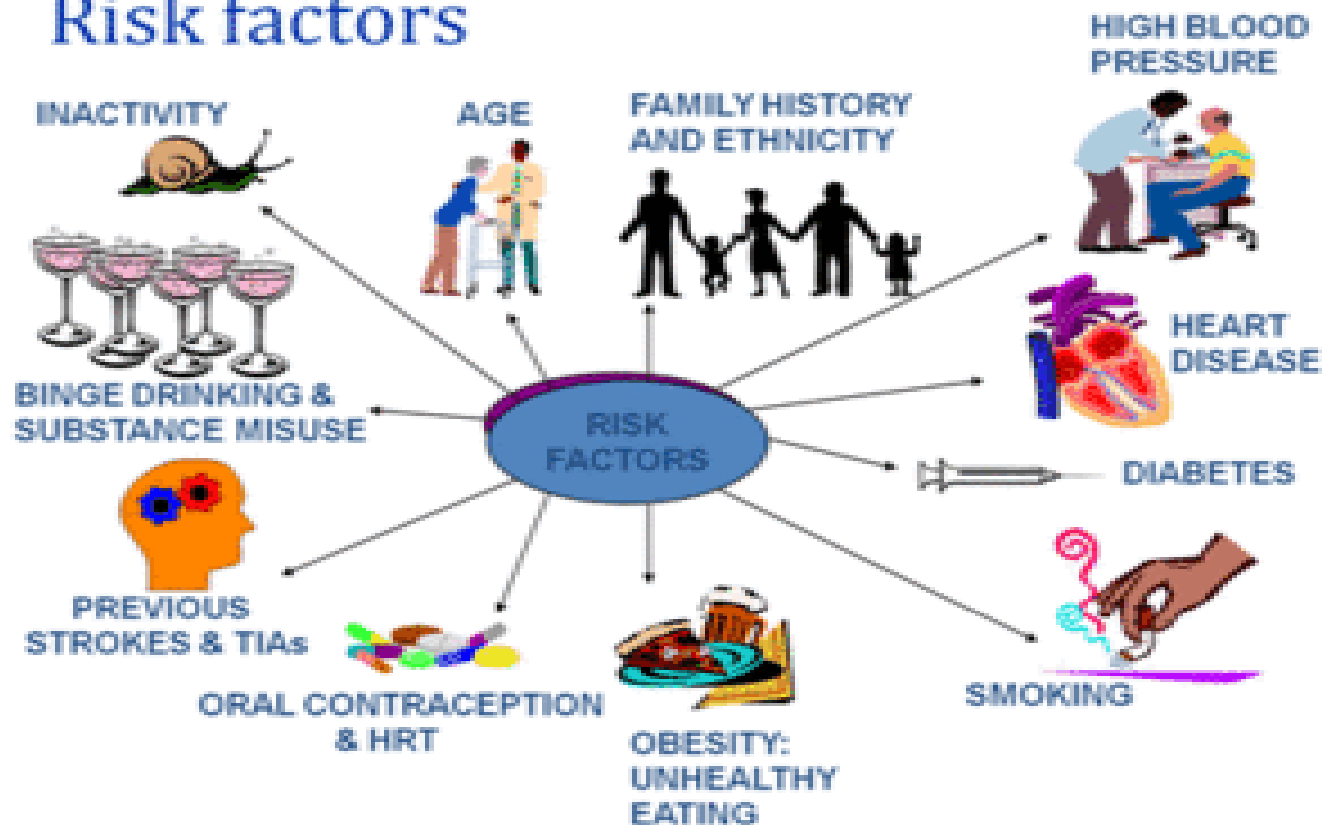 Risk factors
HIGH BLOOD
PRESSURE
INACTIVITY
AGE
FAMILY HISTORY
AND ETHNICITY
HEART
DISEASE
BINGE DRINKING &
SUBSTANCE MISUSE
RISK
FACTORS
DIABETES
PREVIOUS
STROKES & TIAs
ORAL CONTRACEPTION
& HRT
SMOKING
OBESITY:
UNHEALTHY
EATING